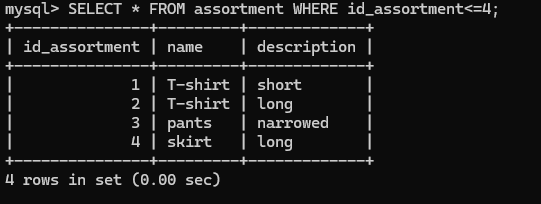 mysql> SELECT * FROM assortment WHERE id_assortment<=4;
+---------------+---------+-------------+
| id_assortment | name    | description |
+---------------+---------+-------------+
|             1 | T-shirt | short       |
|             2 | T-shirt | long        |
|             3 | pants   | narrowed    |
|             4 | skirt   | long        |
+---------------+---------+-------------+
4 rows in set (0.00 sec)